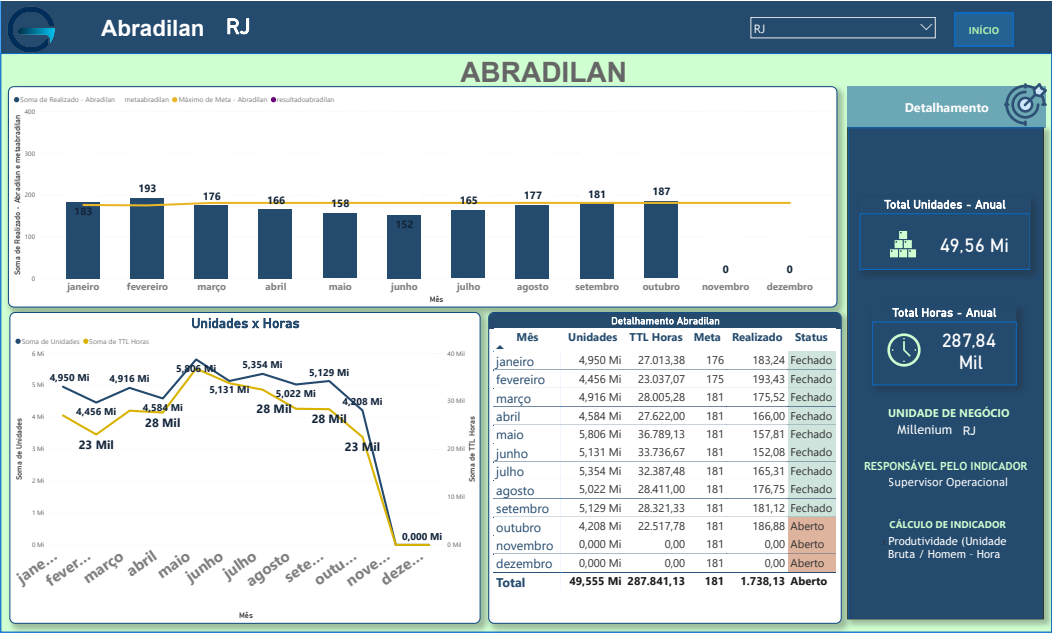 Abradilan RJ
RJ
INÍCIO
ABRADILAN
Soma de Realizado - Abradilan metaabradilan Máximo de Meta - Abradilan resultadoabradilan
Soma de Realizado - Abradilan e metaabradilan
400
300
200
100
0
183
193
176
166
158
152
165
177
181
187
0
0
janeiro fevereiro março abril maio junho julho agosto setembro outubro novembro dezembro
Mês
Unidades x Horas
Soma de Unidades Soma de TTL Horas
Soma de Unidades
6 Mi
5 Mi
4 Mi
3 Mi
2 Mi
1 Mi
0 Mi
40 Mil
30 Mil
20 Mil
10 Mil
0 Mil
Soma de TTL Horas
4,950 Mi
4,456 Mi
4,916 Mi
4,584 Mi
5,806 Mi
5,131 Mi
5,354 Mi
5,022 Mi
5,129 Mi
4,208 Mi
0,000 Mi
23 Mil
28 Mil
28 Mil
28 Mil
23 Mil
jane... fever... março abril maio junho julho agosto sete... outu... nove... deze...
Mês
Detalhamento Abradilan
Mês Unidades TTL Horas Meta Realizado Status
janeiro 4,950 Mi 27.013,38 176 183,24 Fechado
fevereiro 4,456 Mi 23.037,07 175 193,43 Fechado
março 4,916 Mi 28.005,28 181 175,52 Fechado
abril 4,584 Mi 27.622,00 181 166,00 Fechado
maio 5,806 Mi 36.789,13 181 157,81 Fechado
junho 5,131 Mi 33.736,67 181 152,08 Fechado
julho 5,354 Mi 32.387,48 181 165,31 Fechado
agosto 5,022 Mi 28.411,00 181 176,75 Fechado
setembro 5,129 Mi 28.321,33 181 181,12 Fechado
outubro 4,208 Mi 22.517,78 181 186,88 Aberto
novembro 0,000 Mi 0,00 181 0,00 Aberto
dezembro 0,000 Mi 0,00 181 0,00 Aberto
Total 49,555 Mi 287.841,13 181 1.738,13 Aberto
Detalhamento
Total Unidades - Anual
49,56 Mi
Total Horas - Anual
287,84
Mil
UNIDADE DE NEGÓCIO
Millenium RJ
RESPONSÁVEL PELO INDICADOR
Supervisor Operacional
CÁLCULO DE INDICADOR
Produtividade (Unidade
Bruta / Homem - Hora